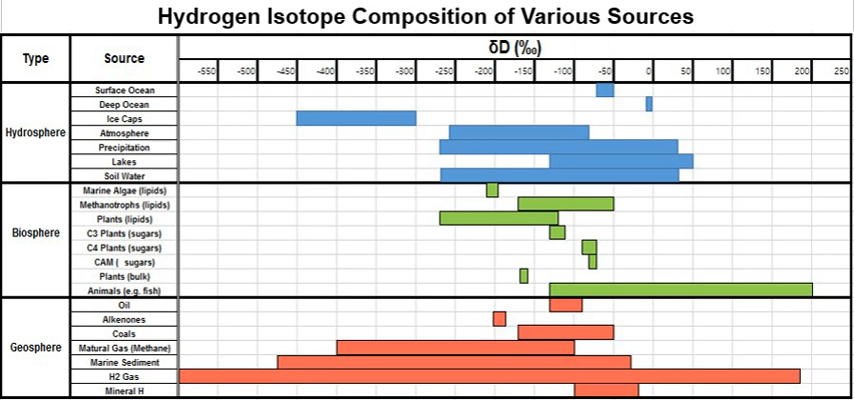 Hydrogen Isotope Composition of Various Sources
Type Source δD (‰)
-550 -500 -450 -400 -350 -300 -250 -200 -150 -100 -50 0 50 100 150 200 250
Hydrosphere
Surface Ocean
Deep Ocean
Ice Caps
Atmosphere
Precipitation
Lakes
Soil Water
Biosphere
Marine Algae (lipids)
Methanotrophs (lipids)
Plants (lipids)
C3 Plants (sugars)
C4 Plants (sugars)
CAM ( sugars)
Plants (bulk)
Animals (e.g. fish)
Geosphere
Oil
Alkenones
Coals
Matural Gas (Methane)
Marine Sediment
H2 Gas
Mineral H